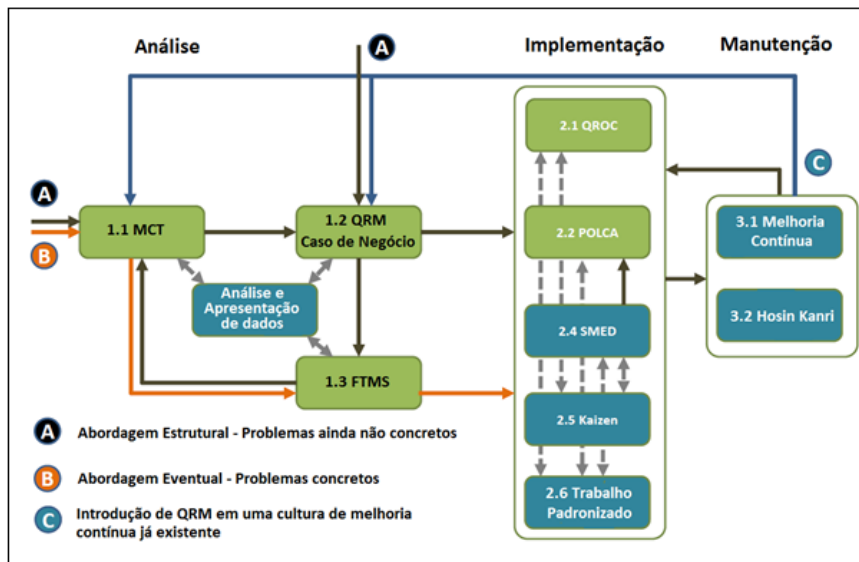 Análise
Implementação
Manutenção
A
2.1 QROC
C
A
B
1.1 MCT
1.2 QRM
Caso de Negócio
2.2 POLCA
3.1 Melhoria
Contínua
Análise e
Apresentação
de dados
2.4 SMED
3.2 Hosin Kanri
1.3 FTMS
2.5 Kaizen
2.6 Trabalho
Padronizado
A Abordagem Estrutural - Problemas ainda não concretos
B Abordagem Eventual - Problemas concretos
C Introdução de QRM em uma cultura de melhoria
contínua já existente